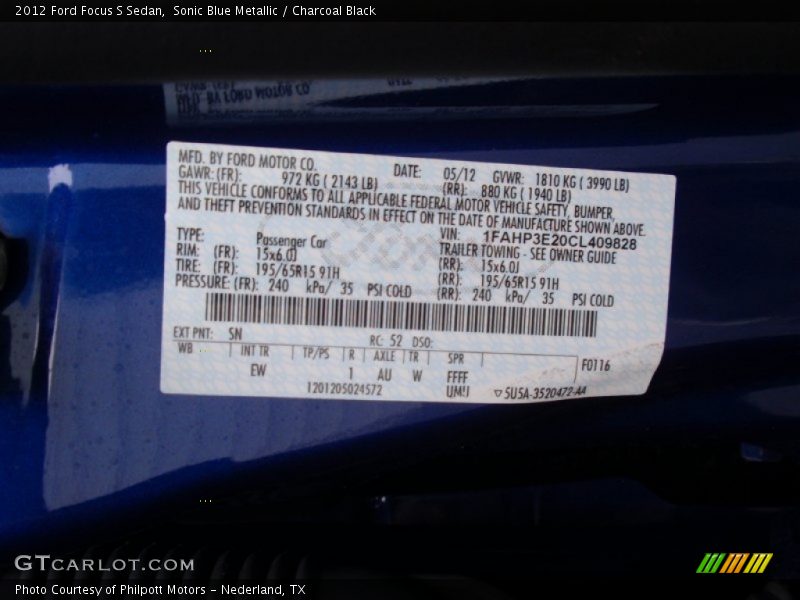 2012 Ford Focus S Sedan, Sonic Blue Metallic / Charcoal Black
MFD. BY FORD MOTOR CO.
DATE: 05/12 GVWR: 1810 KG ( 3990 LB)
GAWR: (FR): 972 KG ( 2143 LB) (RR): 880 KG ( 1940 LB)
THIS VEHICLE CONFORMS TO ALL APPLICABLE FEDERAL MOTOR VEHICLE SAFETY, BUMPER,
AND THEFT PREVENTION STANDARDS IN EFFECT ON THE DATE OF MANUFACTURE SHOWN ABOVE.
VIN: 1FAHP3E20CL409828
TYPE: Passenger Car TRAILER TOWING - SEE OWNER GUIDE
RIM: (FR): 15x6.0J (RR): 15x6.0J
TIRE: (FR): 195/65R15 91H (RR): 195/65R15 91H
PRESSURE: (FR): 240 kPa/ 35 PSI COLD (RR): 240 kPa/ 35 PSI COLD
EXT PNT: SN RC: 52 DSO:
WB INT TR TP/PS R AXLE TR SPR F0116
EW 1 AU W FFFF
1201205024572 UMU ▽5U5A-3520472-AA
GTCARLOT.COM
Photo Courtesy of Philpott Motors - Nederland, TX